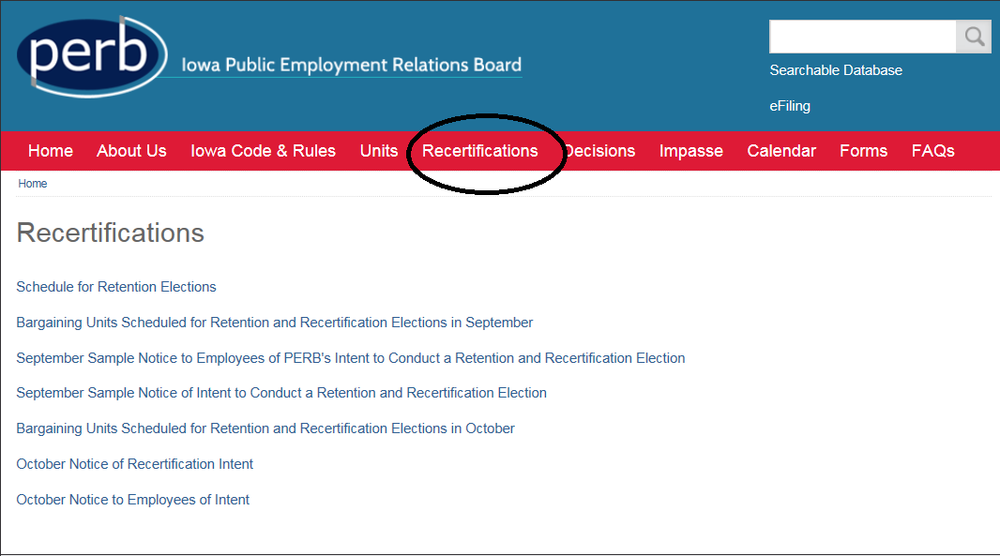 perb
Iowa Public Employment Relations Board
Searchable Database
eFiling
Home About Us Iowa Code & Rules Units Recertifications Decisions Impasse Calendar Forms FAQs
Home
Recertifications
Schedule for Retention Elections
Bargaining Units Scheduled for Retention and Recertification Elections in September
September Sample Notice to Employees of PERB's Intent to Conduct a Retention and Recertification Election
September Sample Notice of Intent to Conduct a Retention and Recertification Election
Bargaining Units Scheduled for Retention and Recertification Elections in October
October Notice of Recertification Intent
October Notice to Employees of Intent